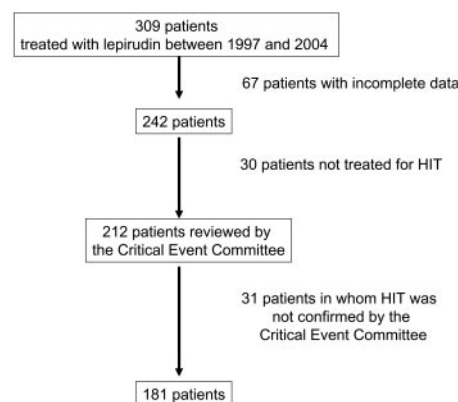 309 patients
treated with lepirudin between 1997 and 2004
67 patients with incomplete data
242 patients
30 patients not treated for HIT
212 patients reviewed by
the Critical Event Committee
31 patients in whom HIT was
not confirmed by the
Critical Event Committee
181 patients